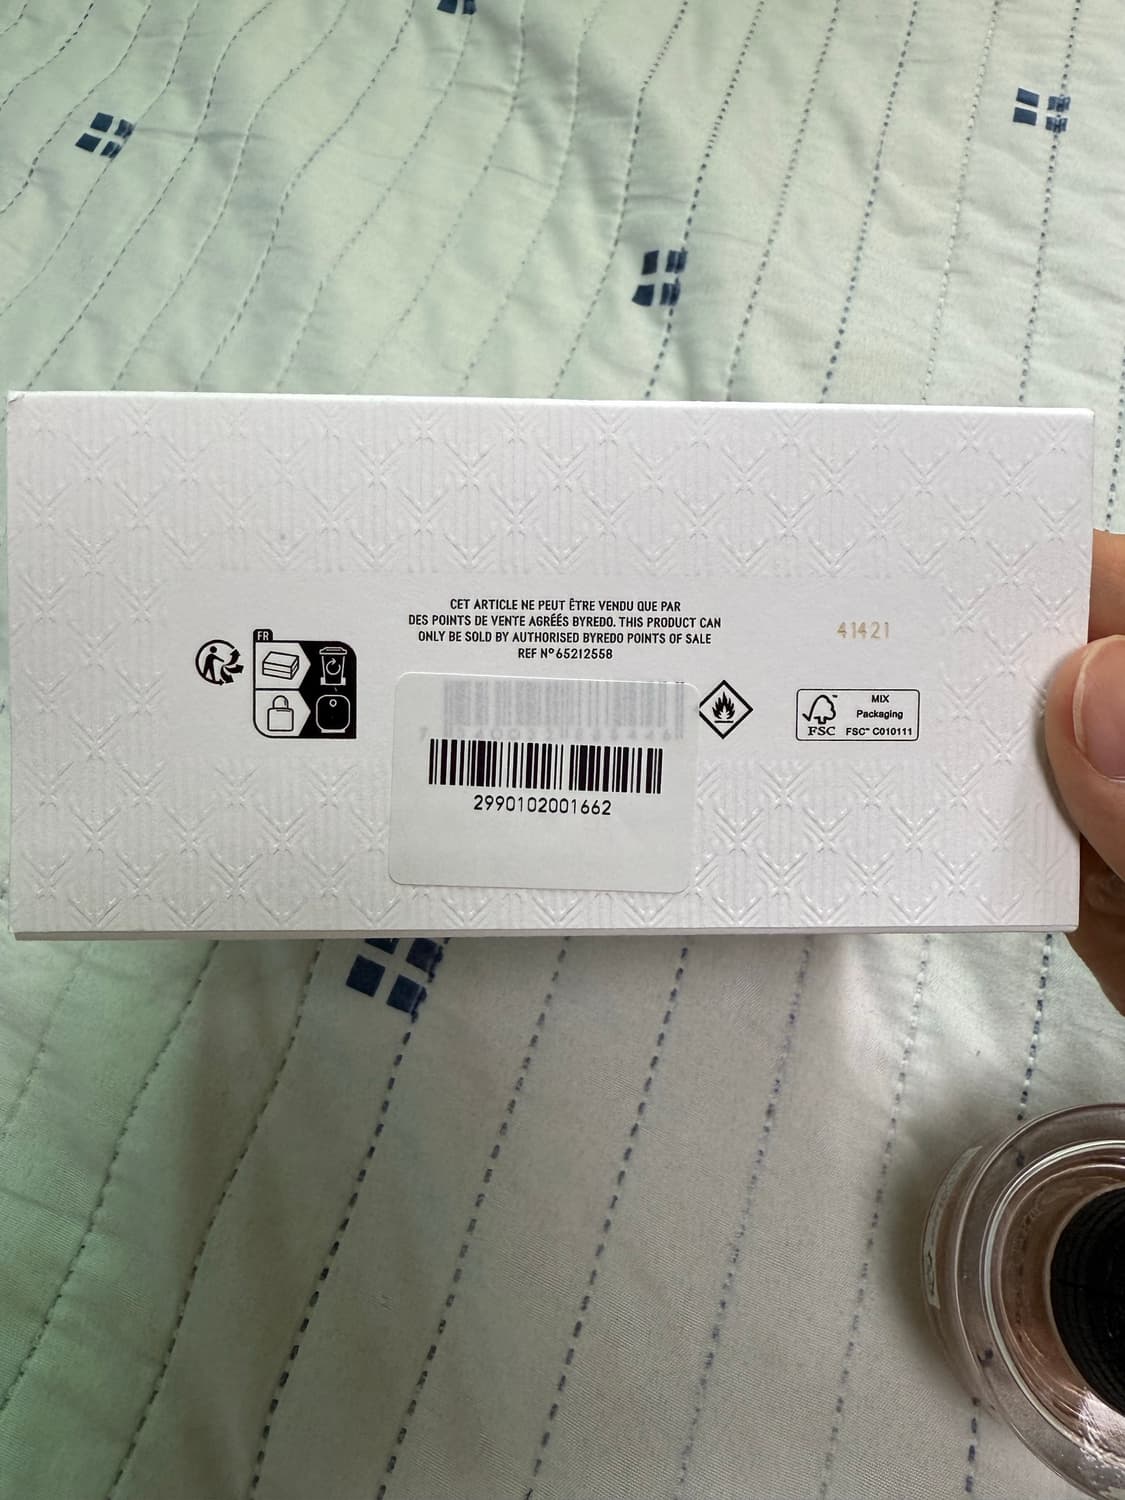 CET ARTICLE NE PEUT ÊTRE VENDU QUE PAR
DES POINTS DE VENTE AGRÉÉS BYREDO. THIS PRODUCT CAN
ONLY BE SOLD BY AUTHORISED BYREDO POINTS OF SALE
REF N°65212558
41421
FR
FSC™
MIX
Packaging
FSC™ C010111
2990102001662